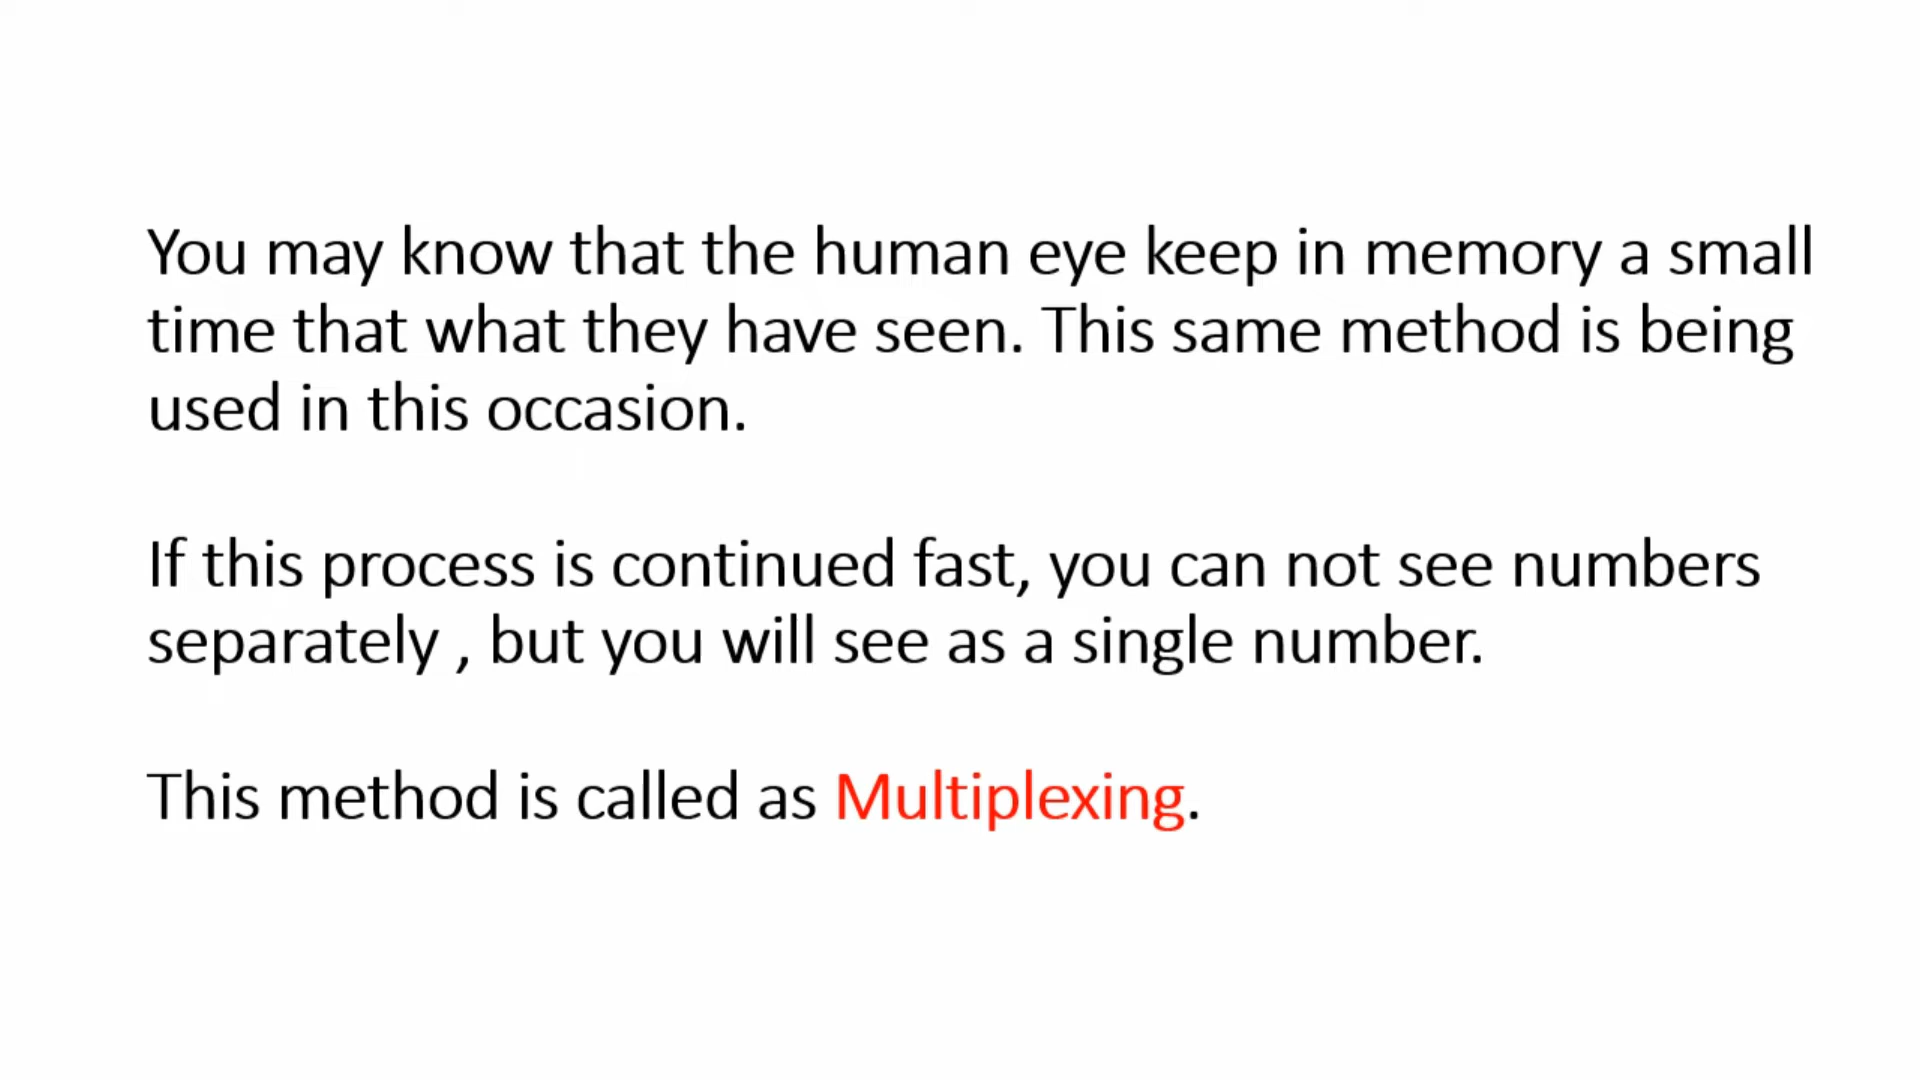 You may know that the human eye keep in memory a small
time that what they have seen. This same method is being
used in this occasion.
If this process is continued fast, you can not see numbers
separately , but you will see as a single number.
This method is called as Multiplexing.